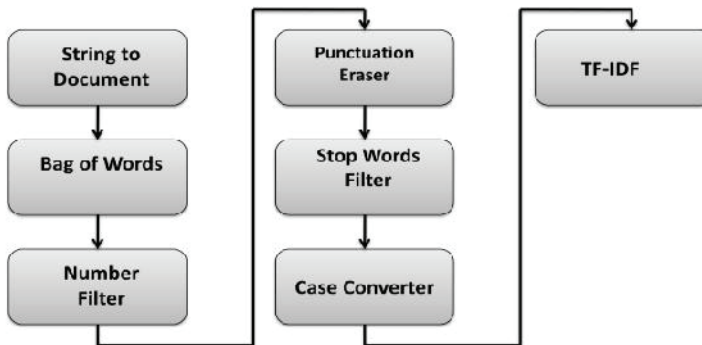 String to
Document
Bag of Words
Number
Filter
Punctuation
Eraser
Stop Words
Filter
Case Converter
TF-IDF